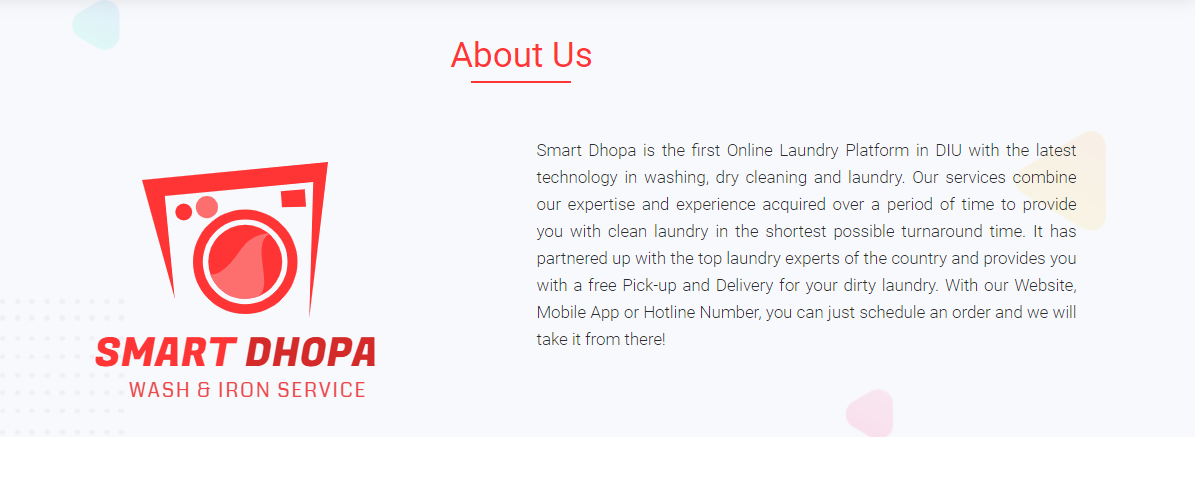 About Us
SMART DHOPA
WASH & IRON SERVICE
Smart Dhopa is the first Online Laundry Platform in DIU with the latest
technology in washing, dry cleaning and laundry. Our services combine
our expertise and experience acquired over a period of time to provide
you with clean laundry in the shortest possible turnaround time. It has
partnered up with the top laundry experts of the country and provides you
with a free Pick-up and Delivery for your dirty laundry. With our Website,
Mobile App or Hotline Number, you can just schedule an order and we will
take it from there!